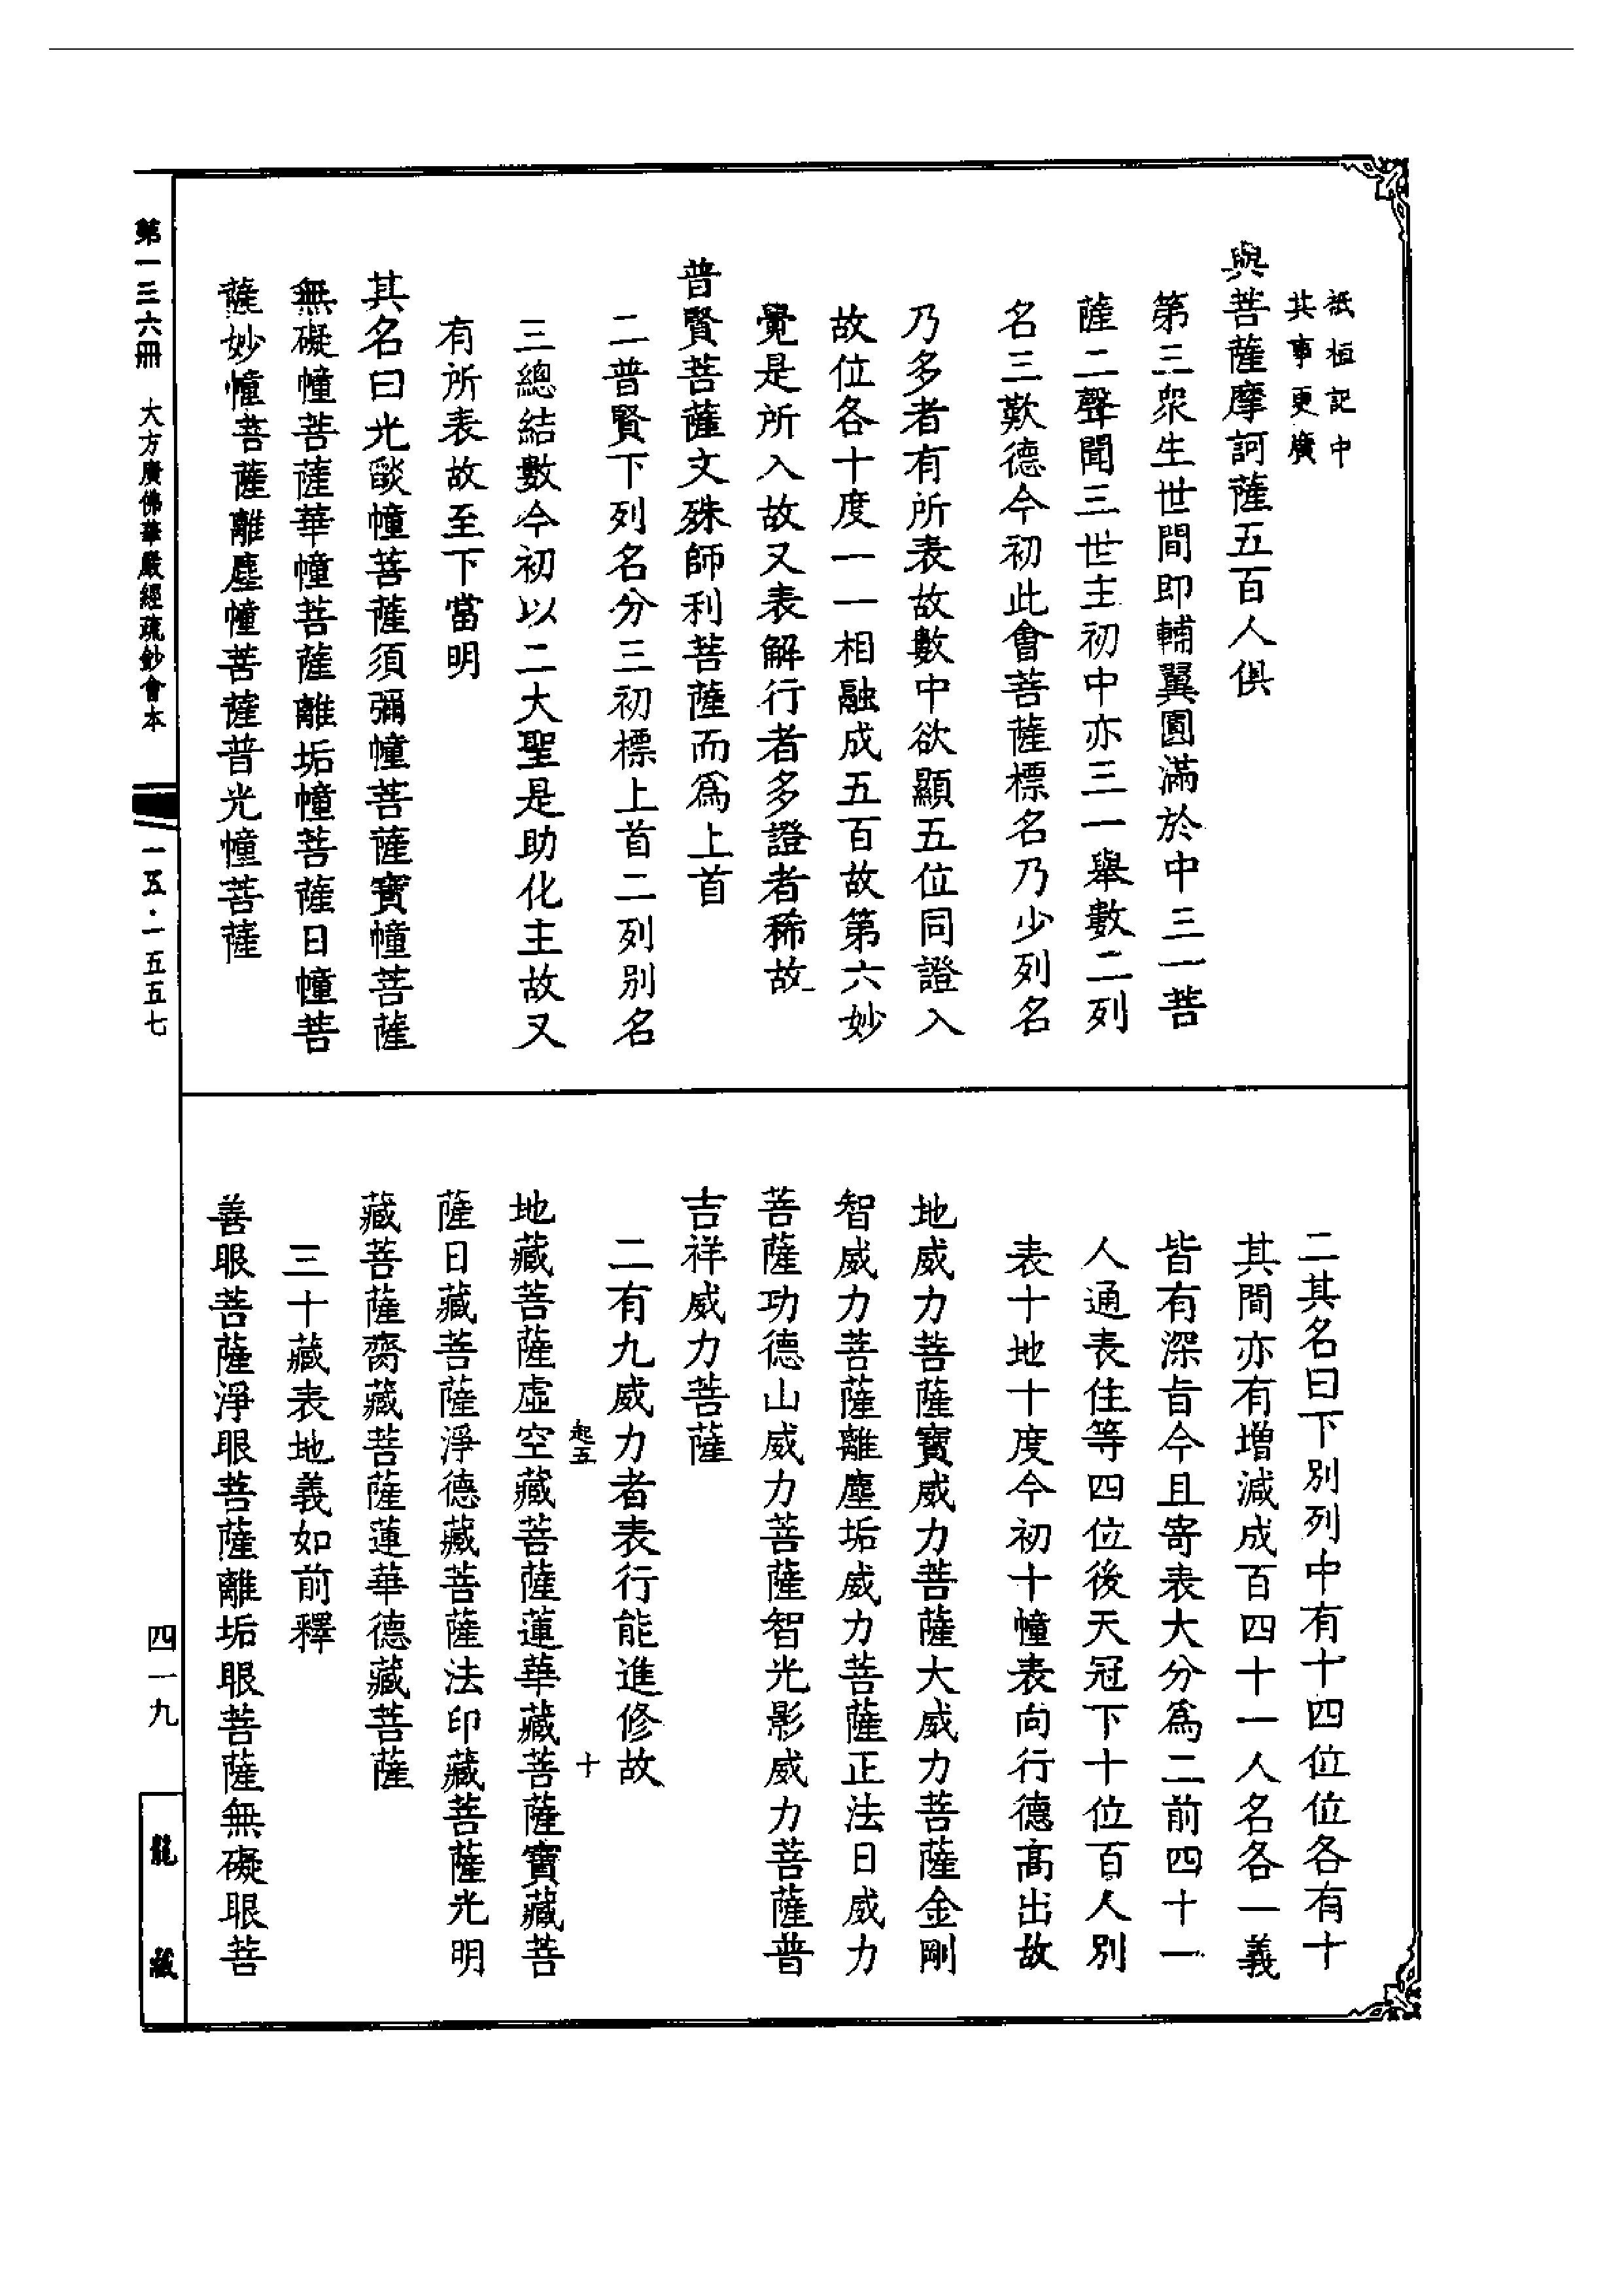 祇桓記中
其事更廣
與菩薩摩訶薩五百人俱
第三眾生世間即輔翼圓滿於中三一菩
薩二聲聞三世主初中亦三一舉數二列
名三歎德今初此會菩薩標名乃少列名
乃多者有所表故數中欲顯五位同證入
故位各十度一一相融成五百故第六妙
覺是所入故又表解行者多證者稀故
普賢菩薩文殊師利菩薩而為上首
二普賢下列名分三初標上首二列別名
三總結數今初以二大聖是助化主故又
有所表故至下當明
其名曰光燄幢菩薩須彌幢菩薩寶幢菩薩
無礙幢菩薩華幢菩薩離垢幢菩薩日幢菩
薩妙幢菩薩離塵幢菩薩普光幢菩薩
二其名曰下別列中有十四位位各有十
其間亦有增減成百四十一人名各一義
皆有深旨今且寄表大分為二前四十一
人通表住等四位後天冠下十位百人別
表十地十度今初十幢表向行德高出故
地威力菩薩寶威力菩薩大威力菩薩金剛
智威力菩薩離塵垢威力菩薩正法日威力
菩薩功德山威力菩薩智光影威力菩薩普
吉祥威力菩薩
二有九威力者表行能進修故
起五 十
地藏菩薩虛空藏菩薩蓮華藏菩薩寶藏菩
薩日藏菩薩淨德藏菩薩法印藏菩薩光明
藏菩薩齋藏菩薩蓮華德藏菩薩
三十藏表地義如前釋
善眼菩薩淨眼菩薩離垢眼菩薩無礙眼菩
第一三六冊 大方廣佛華嚴經疏鈔會本 一五·一五五七
四一九
龍藏